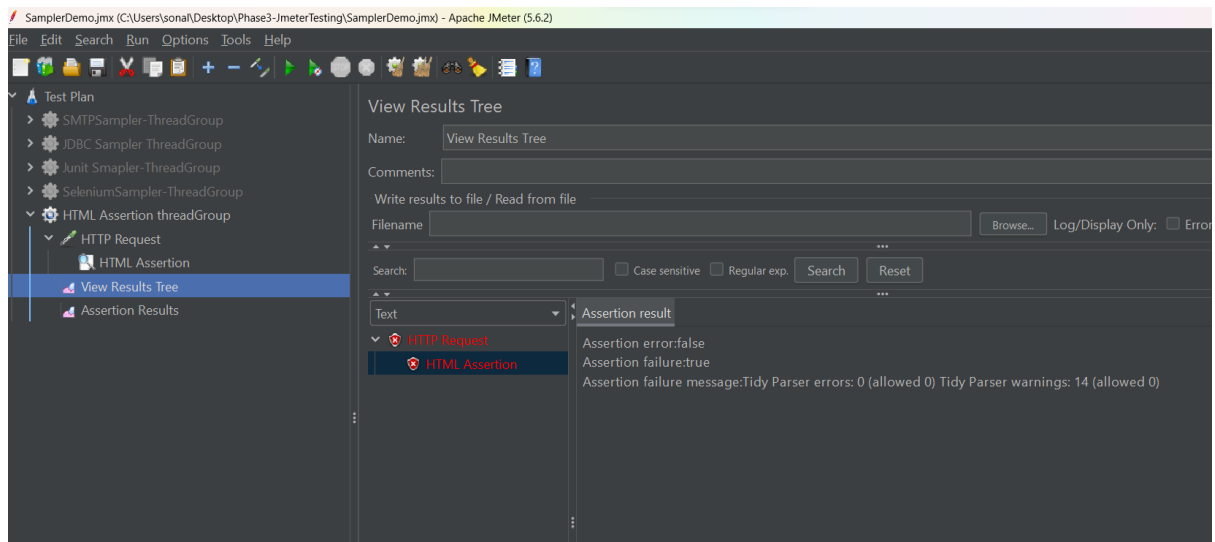 SamplerDemo.jmx (C:\Users\sonal\Desktop\Phase3-JmeterTesting\SamplerDemo.jmx) - Apache JMeter (5.6.2)
File Edit Search Run Options Tools Help
Test Plan
SMTPSampler-ThreadGroup
JDBC Sampler ThreadGroup
Junit Smapler-ThreadGroup
SeleniumSampler-ThreadGroup
HTML Assertion threadGroup
HTTP Request
HTML Assertion
View Results Tree
Assertion Results
View Results Tree
Name: View Results Tree
Comments:
Write results to file / Read from file
Filename Browse... Log/Display Only: Error
Search: Case sensitive Regular exp. Search Reset
Text
HTTP Request
HTML Assertion
Assertion result
Assertion error:false
Assertion failure:true
Assertion failure message:Tidy Parser errors: 0 (allowed 0) Tidy Parser warnings: 14 (allowed 0)